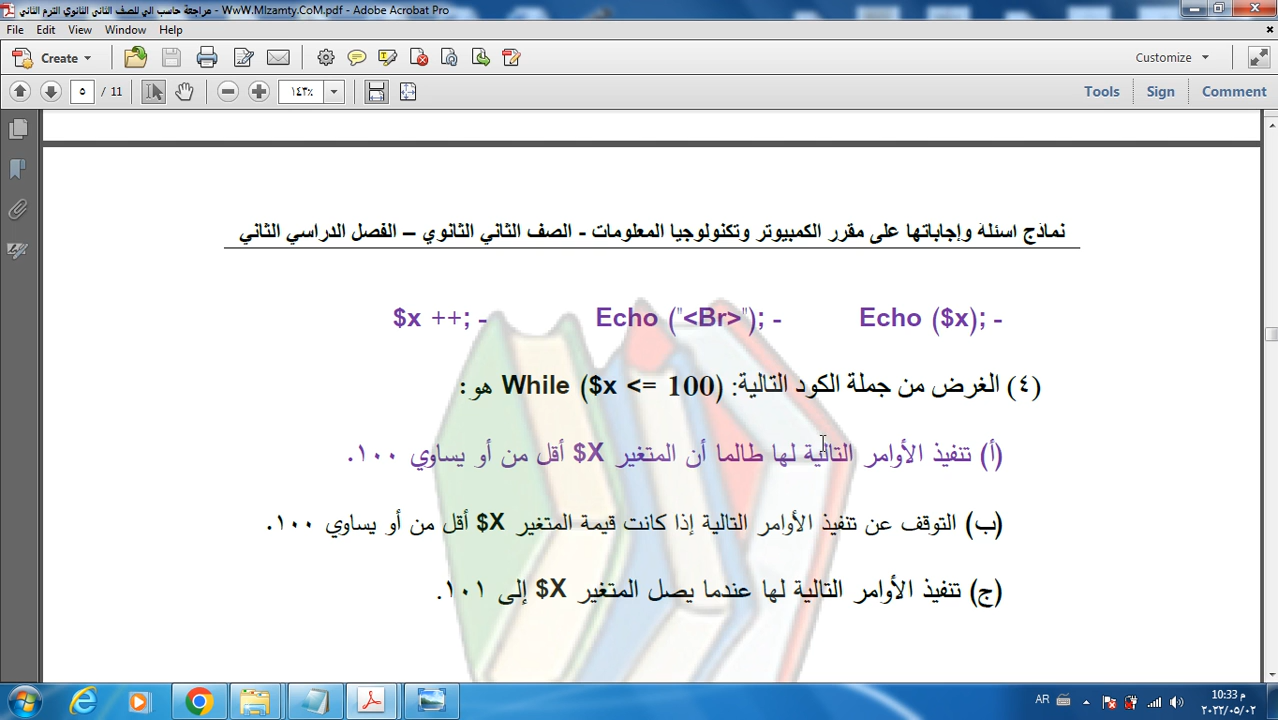 مراجعة حاسب الي للصف الثاني الثانوي الترم الثاني - WwW.MlzamTy.CoM.pdf - Adobe Acrobat Pro
File Edit View Window Help
Create Customize
٥ / 11 ١٤٣٪ Tools Sign Comment
نماذج اسئلة وإجاباتها على مقرر الكمبيوتر وتكنولوجيا المعلومات - الصف الثاني الثانوي – الفصل الدراسي الثاني
- Echo ($x); - Echo ("<Br>"); - $x ++;
(٤) الغرض من جملة الكود التالية: While ($x <= 100) هو:
(أ) تنفيذ الأوامر التالية لها طالما أن المتغير $X أقل من أو يساوي ١٠٠.
(ب) التوقف عن تنفيذ الأوامر التالية إذا كانت قيمة المتغير $X أقل من أو يساوي ١٠٠.
(ج) تنفيذ الأوامر التالية لها عندما يصل المتغير $X إلى ١٠١.
AR 10:33 م
٢٠٢٢/٠٥/٠٢